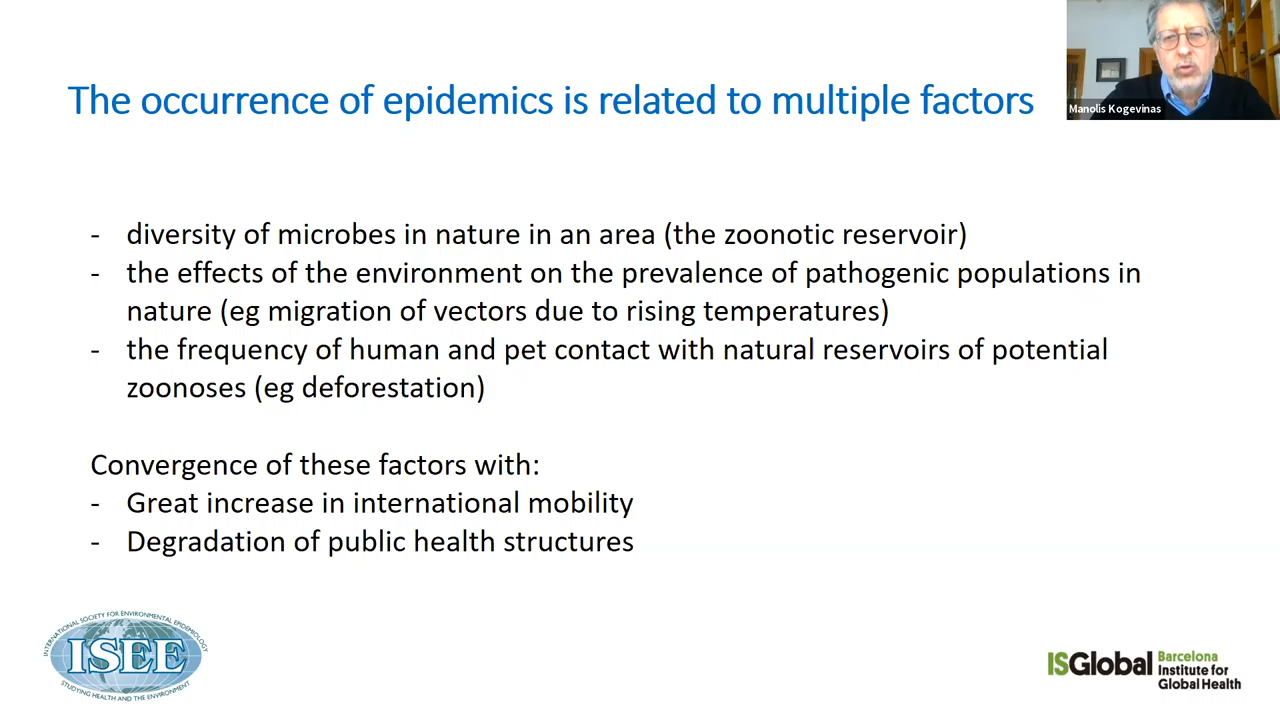 The occurrence of epidemics is related to multiple factors
Manolis Kogevinas
- diversity of microbes in nature in an area (the zoonotic reservoir)
- the effects of the environment on the prevalence of pathogenic populations in
nature (eg migration of vectors due to rising temperatures)
- the frequency of human and pet contact with natural reservoirs of potential
zoonoses (eg deforestation)
Convergence of these factors with:
- Great increase in international mobility
- Degradation of public health structures
INTERNATIONAL SOCIETY FOR ENVIRONMENTAL EPIDEMIOLOGY
ISEE
STUDYING HEALTH AND THE ENVIRONMENT
ISGlobal
Barcelona
Institute for
Global Health